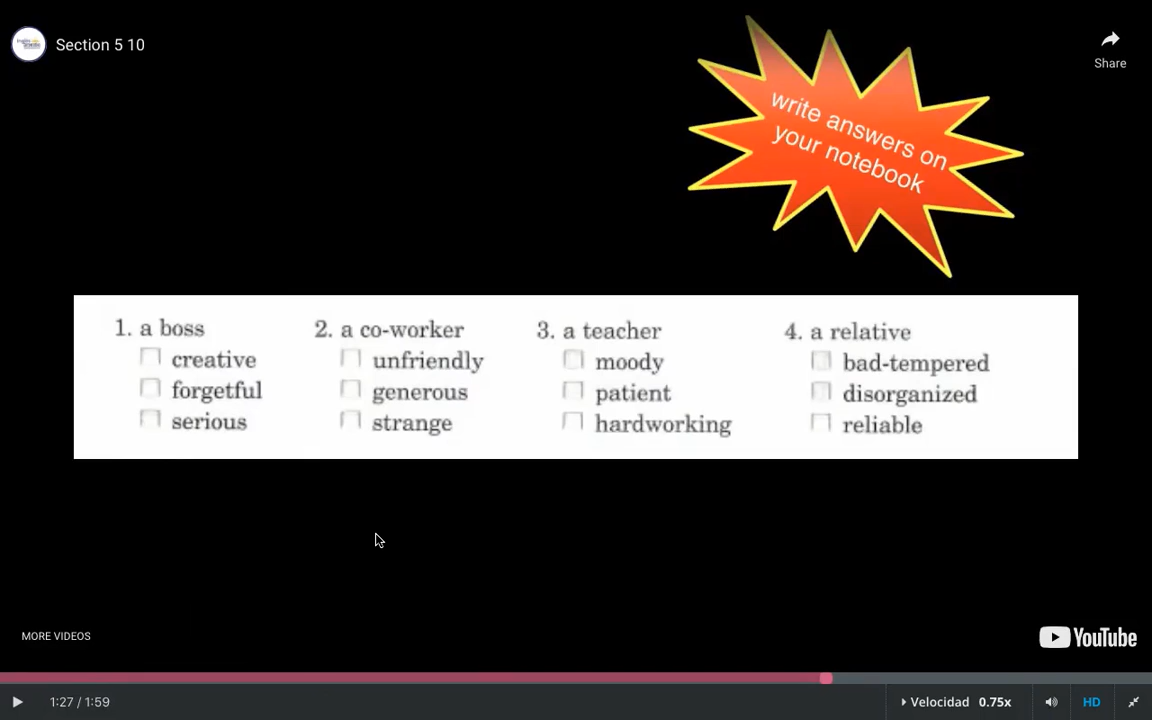 Section 5 10
Share
write answers on
your notebook
1. a boss
creative
forgetful
serious
2. a co-worker
unfriendly
generous
strange
3. a teacher
moody
patient
hardworking
4. a relative
bad-tempered
disorganized
reliable
MORE VIDEOS
YouTube
1:27 / 1:59
Velocidad 0.75x
HD